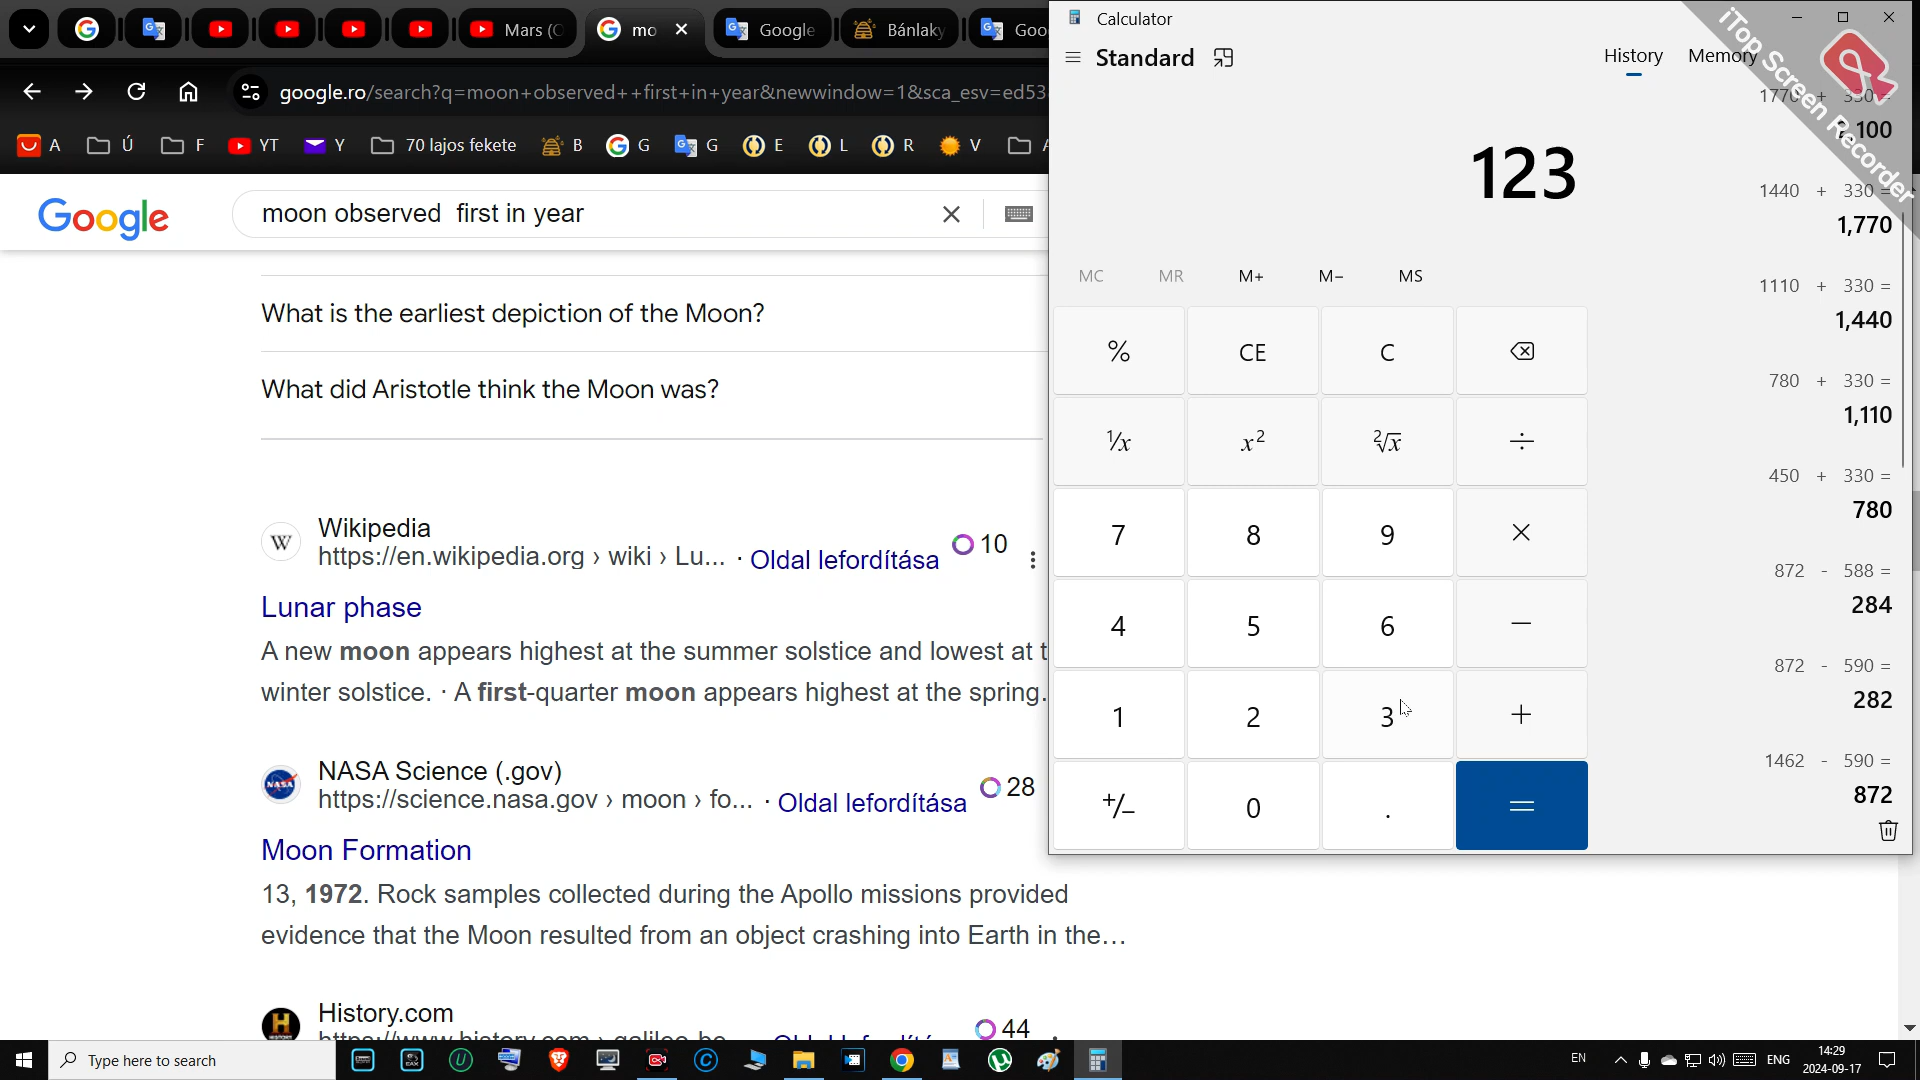 Mars (
mo
Google
Bánlaky
Goo
google.ro/search?q=moon+observed++first+in+year&newwindow=1&sca_esv=ed53
A
Ú
F
YT
Y
70 lajos fekete
B
G
G
E
L
R
V
Google
moon observed  first in year
What is the earliest depiction of the Moon?
What did Aristotle think the Moon was?
Wikipedia
https://en.wikipedia.org › wiki › Lu... · Oldal lefordítása
10
Lunar phase
A new moon appears highest at the summer solstice and lowest at t
winter solstice. · A first-quarter moon appears highest at the spring.
NASA Science (.gov)
https://science.nasa.gov › moon › fo... · Oldal lefordítása
28
Moon Formation
13, 1972. Rock samples collected during the Apollo missions provided
evidence that the Moon resulted from an object crashing into Earth in the...
History.com
44
Calculator
Standard
History
Memory
iTop Screen Recorder
123
MC MR M+ M− MS
% CE C
¹/x x² ²√x ÷
7 8 9 ×
4 5 6 −
1 2 3 +
+/− 0 . =
1770 + 330 =
2,100
1440 + 330 =
1,770
1110 + 330 =
1,440
780 + 330 =
1,110
450 + 330 =
780
872 - 588 =
284
872 - 590 =
282
1462 - 590 =
872
Type here to search
EN
ENG
14:29
2024-09-17